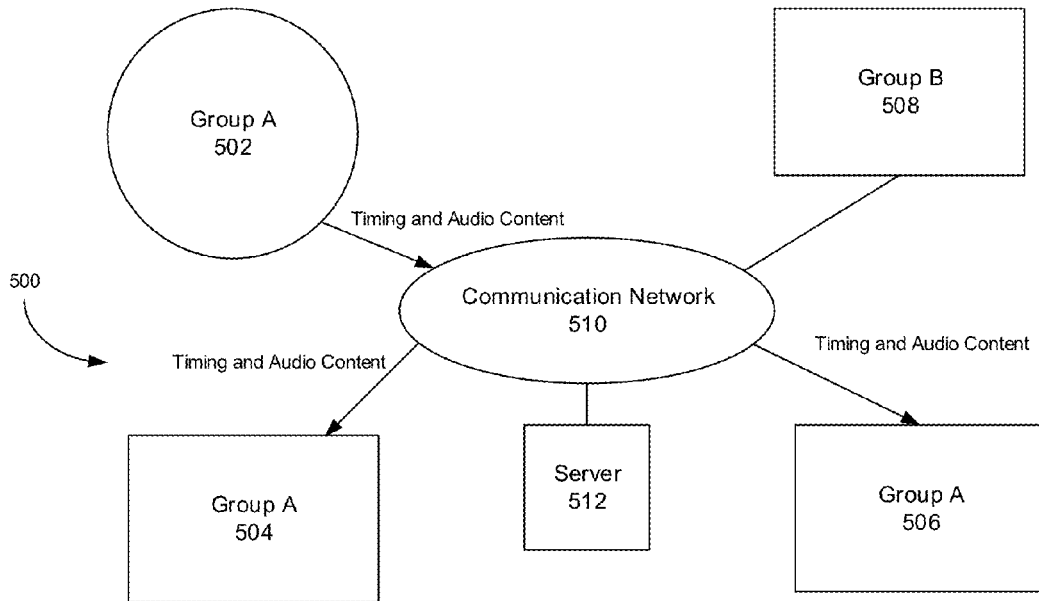 Group A
502
Group B
508
Timing and Audio Content
500
Communication Network
510
Timing and Audio Content
Timing and Audio Content
Group A
504
Server
512
Group A
506